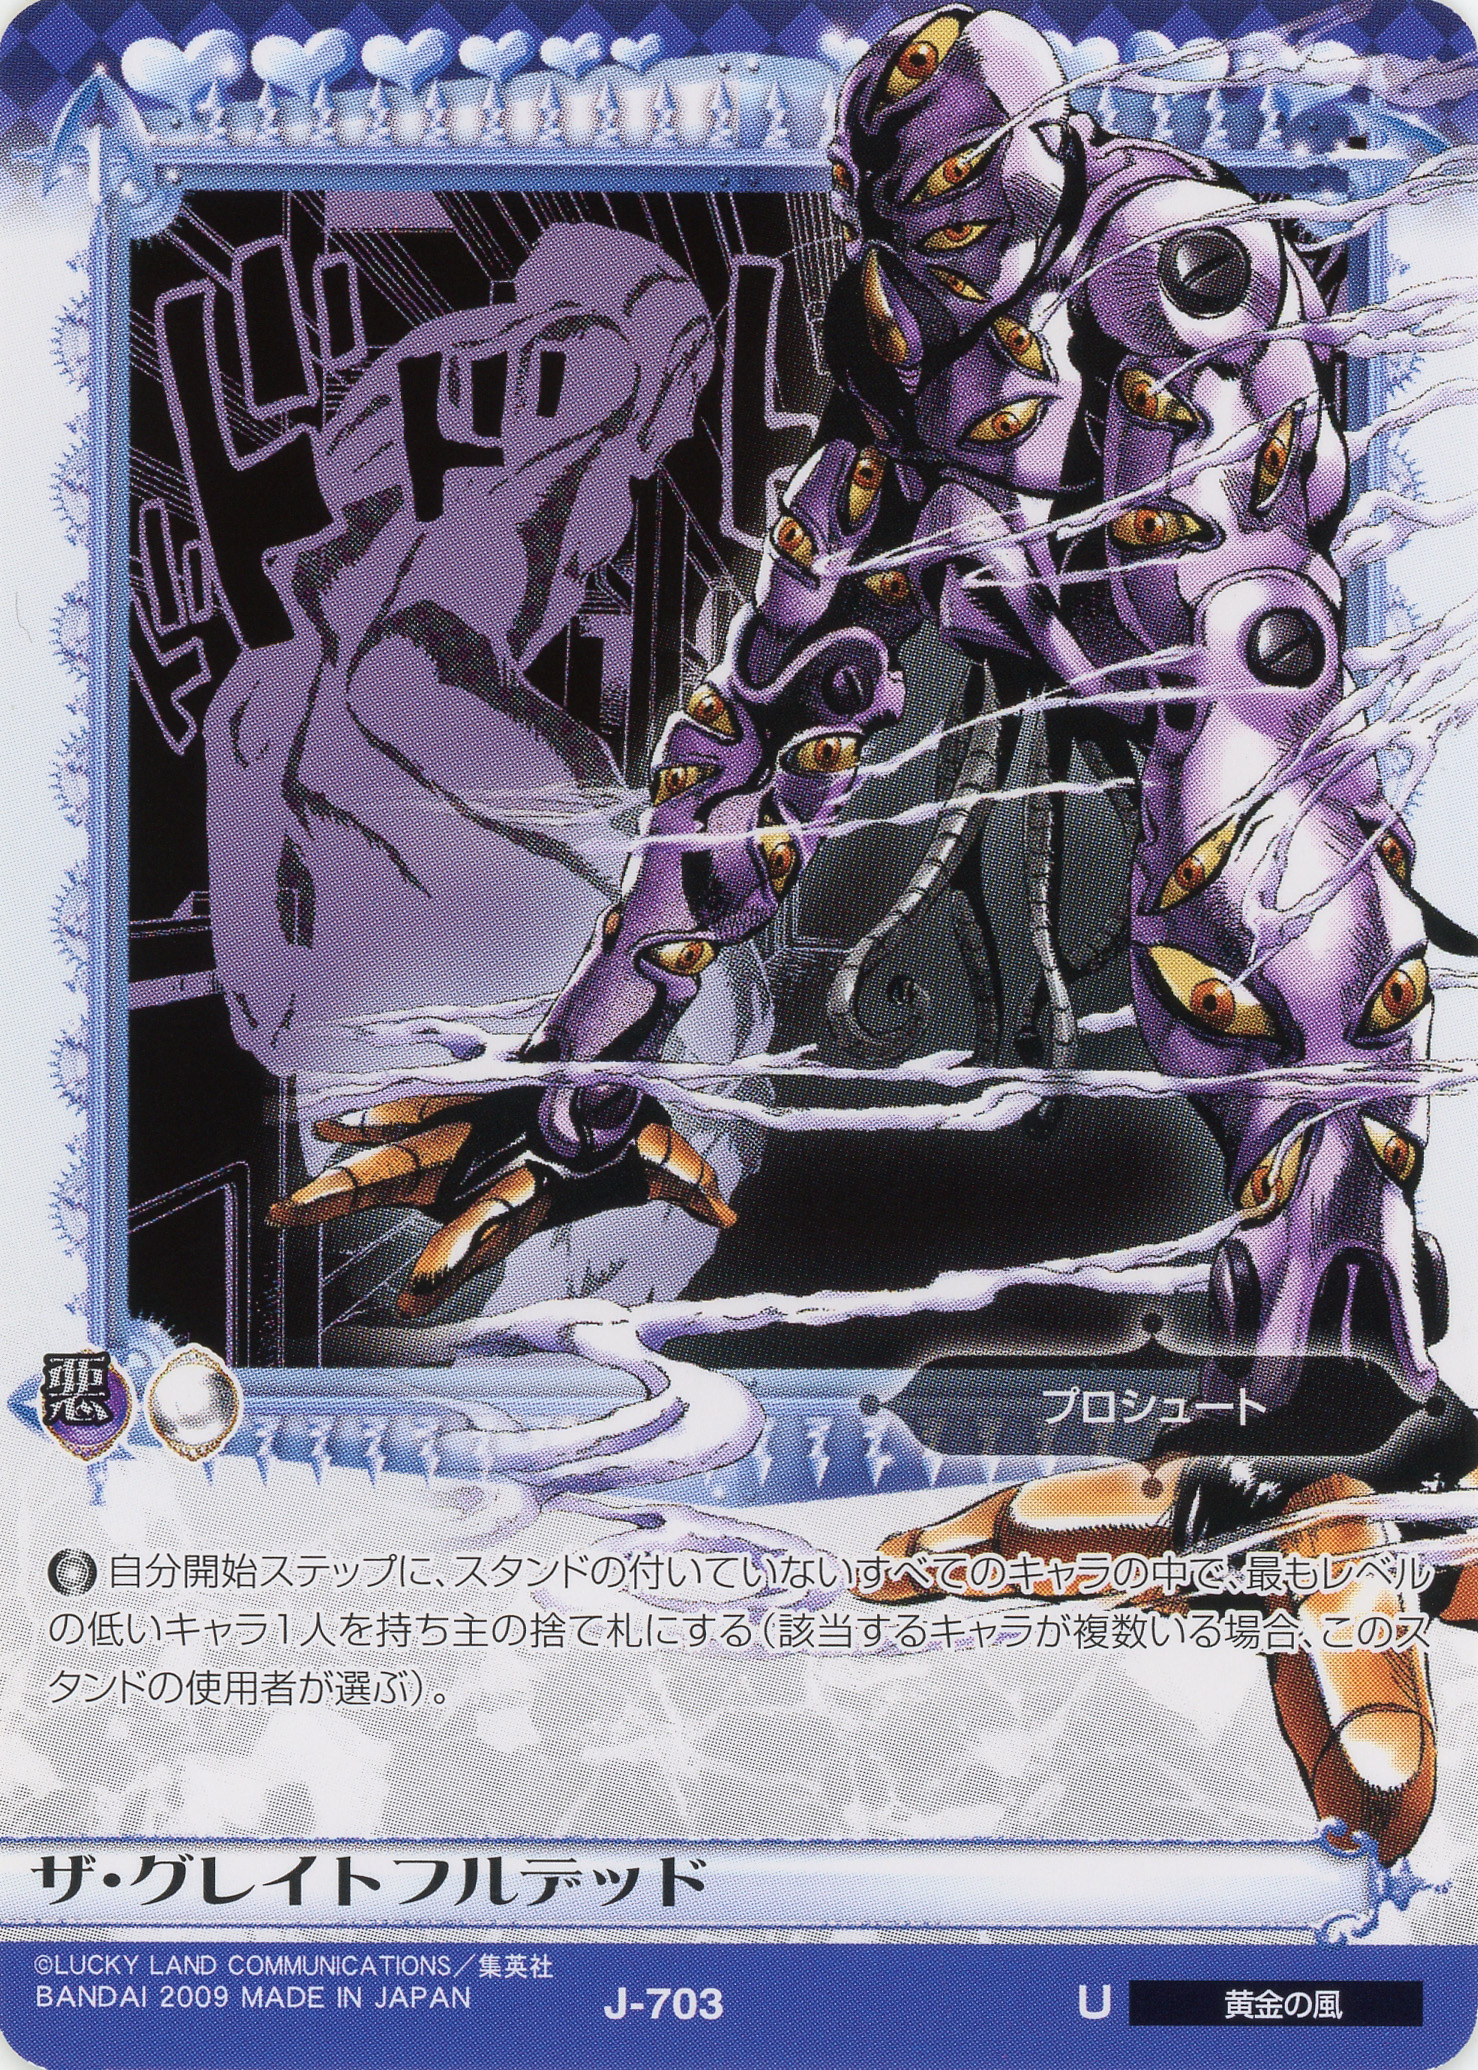 悪
プロシュート
自分開始ステップに、スタンドの付いていないすべてのキャラの中で、最もレベル
の低いキャラ1人を持ち主の捨て札にする（該当するキャラが複数いる場合、このス
タンドの使用者が選ぶ）。
ザ・グレイトフルデッド
©LUCKY LAND COMMUNICATIONS／集英社
BANDAI 2009 MADE IN JAPAN
J-703
U
黄金の風